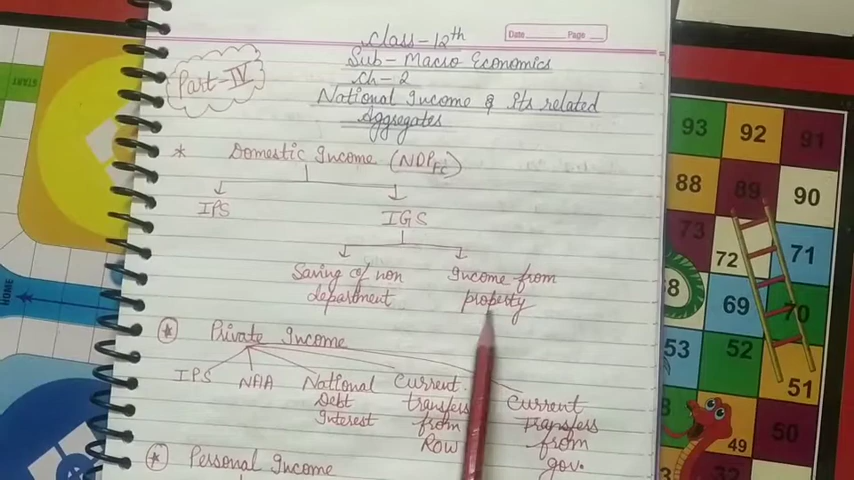 Date Page
Class-12th
Sub- Macro Economics
Part-IV
Ch-2
National Income & Its related
Aggregates
* Domestic Income (NDPFC)
IPS
IGS
Saving of non department
Income from property
* Private Income
IPS
NFIA
National Debt Interest
Current transfers from Row
Current Transfers from gov.
* Personal Income
START
HOME
93 92 91
88 89 90
73 72 71
68 69 70
53 52 51
49 50